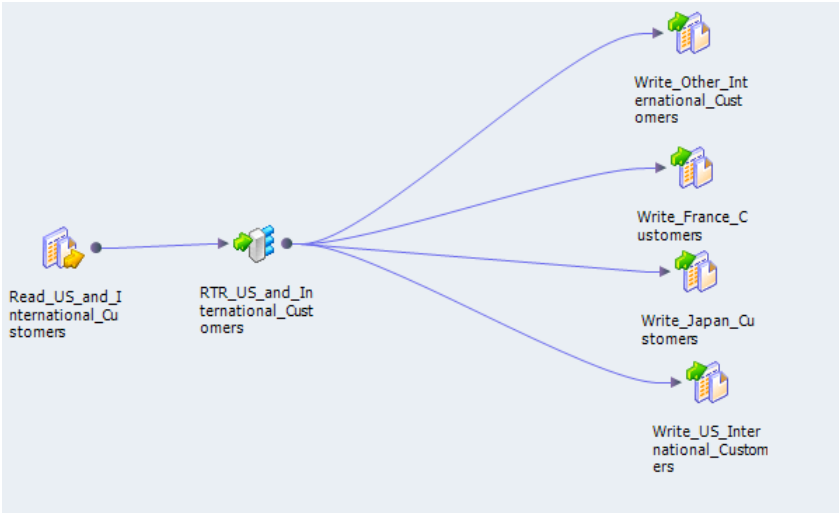 Write_Other_Int
ernational_Cust
omers
Write_France_C
ustomers
Read_US_and_I
nternational_Cu
stomers
RTR_US_and_In
ternational_Cust
omers
Write_Japan_Cu
stomers
Write_US_Inter
national_Custom
ers